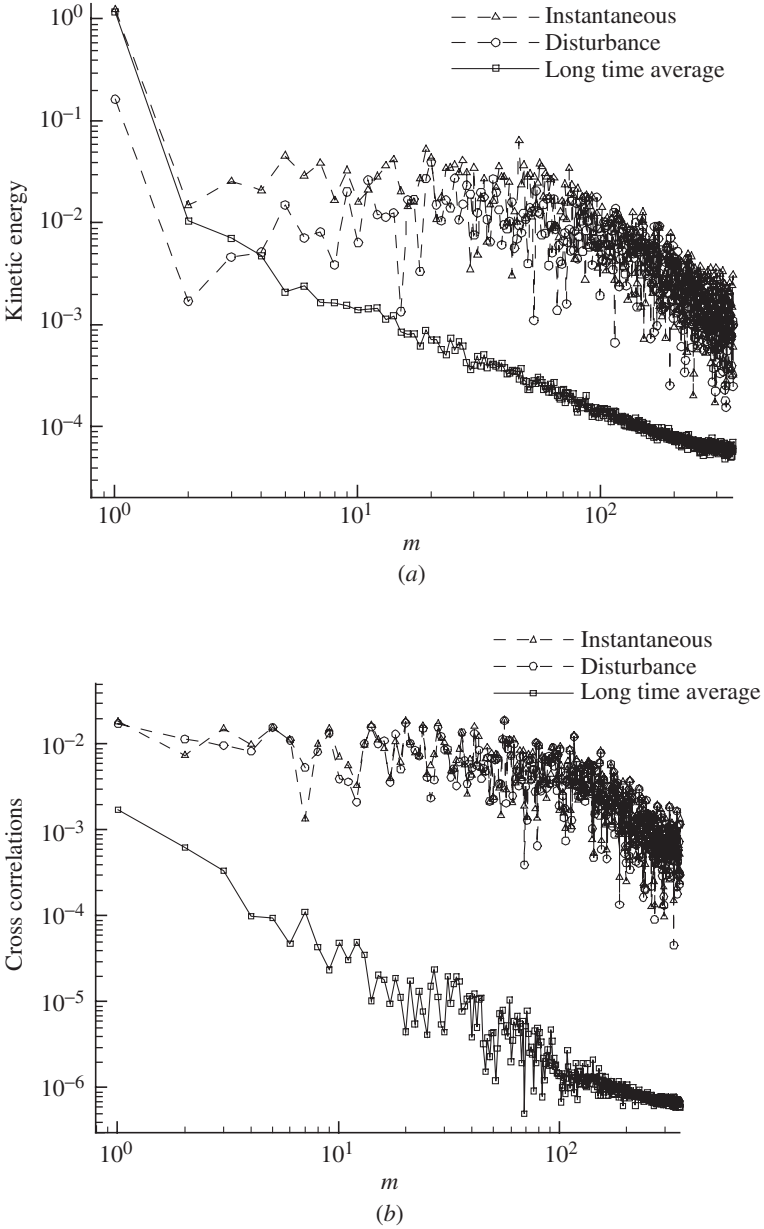 Instantaneous
Disturbance
Long time average
10^0
10^−1
10^−2
10^−3
10^−4
Kinetic energy
10^0
10^1
10^2
m
(a)
Instantaneous
Disturbance
Long time average
10^−2
10^−3
10^−4
10^−5
10^−6
Cross correlations
10^0
10^1
10^2
m
(b)